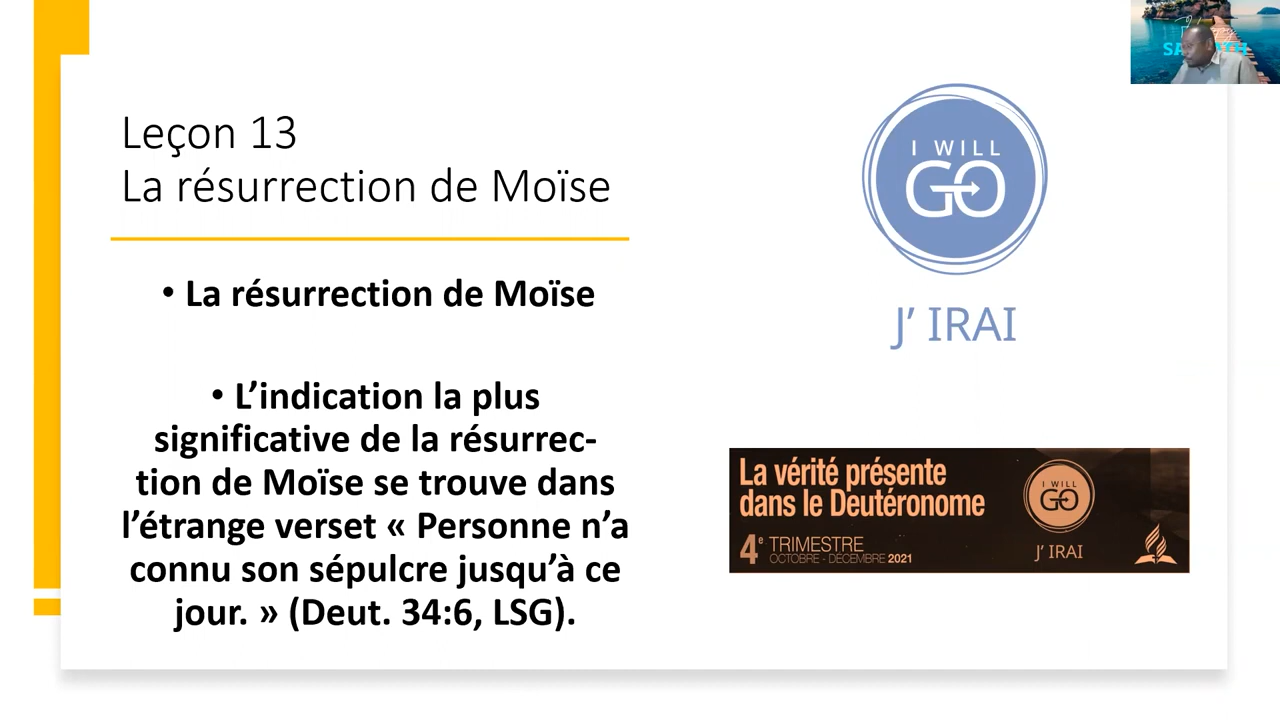 Leçon 13
La résurrection de Moïse
• La résurrection de Moïse
• L’indication la plus
significative de la résurrec-
tion de Moïse se trouve dans
l’étrange verset « Personne n’a
connu son sépulcre jusqu’à ce
jour. » (Deut. 34:6, LSG).
I WILL
GO
J’ IRAI
La vérité présente
dans le Deutéronome
4e TRIMESTRE
OCTOBRE - DÉCEMBRE 2021
I WILL
GO
J’ IRAI